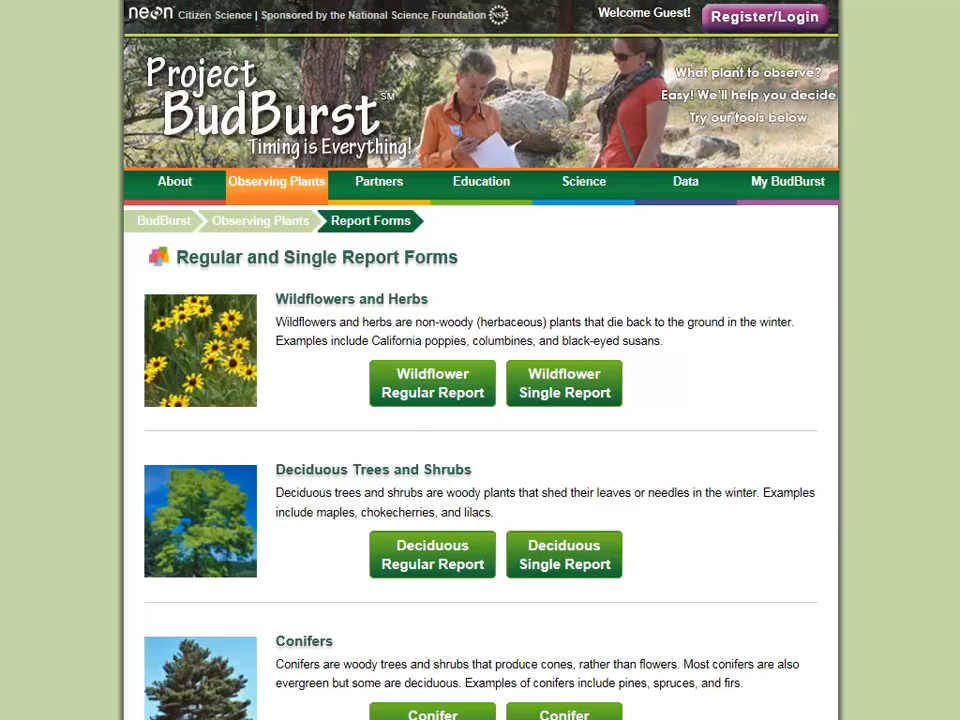 neon Citizen Science | Sponsored by the National Science Foundation NSF
Welcome Guest!
Register/Login
Project
BudBurst SM
Timing is Everything!
What plant to observe?
Easy! We'll help you decide
Try our tools below
About
Observing Plants
Partners
Education
Science
Data
My BudBurst
BudBurst
Observing Plants
Report Forms
Regular and Single Report Forms
Wildflowers and Herbs
Wildflowers and herbs are non-woody (herbaceous) plants that die back to the ground in the winter.
Examples include California poppies, columbines, and black-eyed susans.
Wildflower
Regular Report
Wildflower
Single Report
Deciduous Trees and Shrubs
Deciduous trees and shrubs are woody plants that shed their leaves or needles in the winter. Examples
include maples, chokecherries, and lilacs.
Deciduous
Regular Report
Deciduous
Single Report
Conifers
Conifers are woody trees and shrubs that produce cones, rather than flowers. Most conifers are also
evergreen but some are deciduous. Examples of conifers include pines, spruces, and firs.
Conifer
Conifer